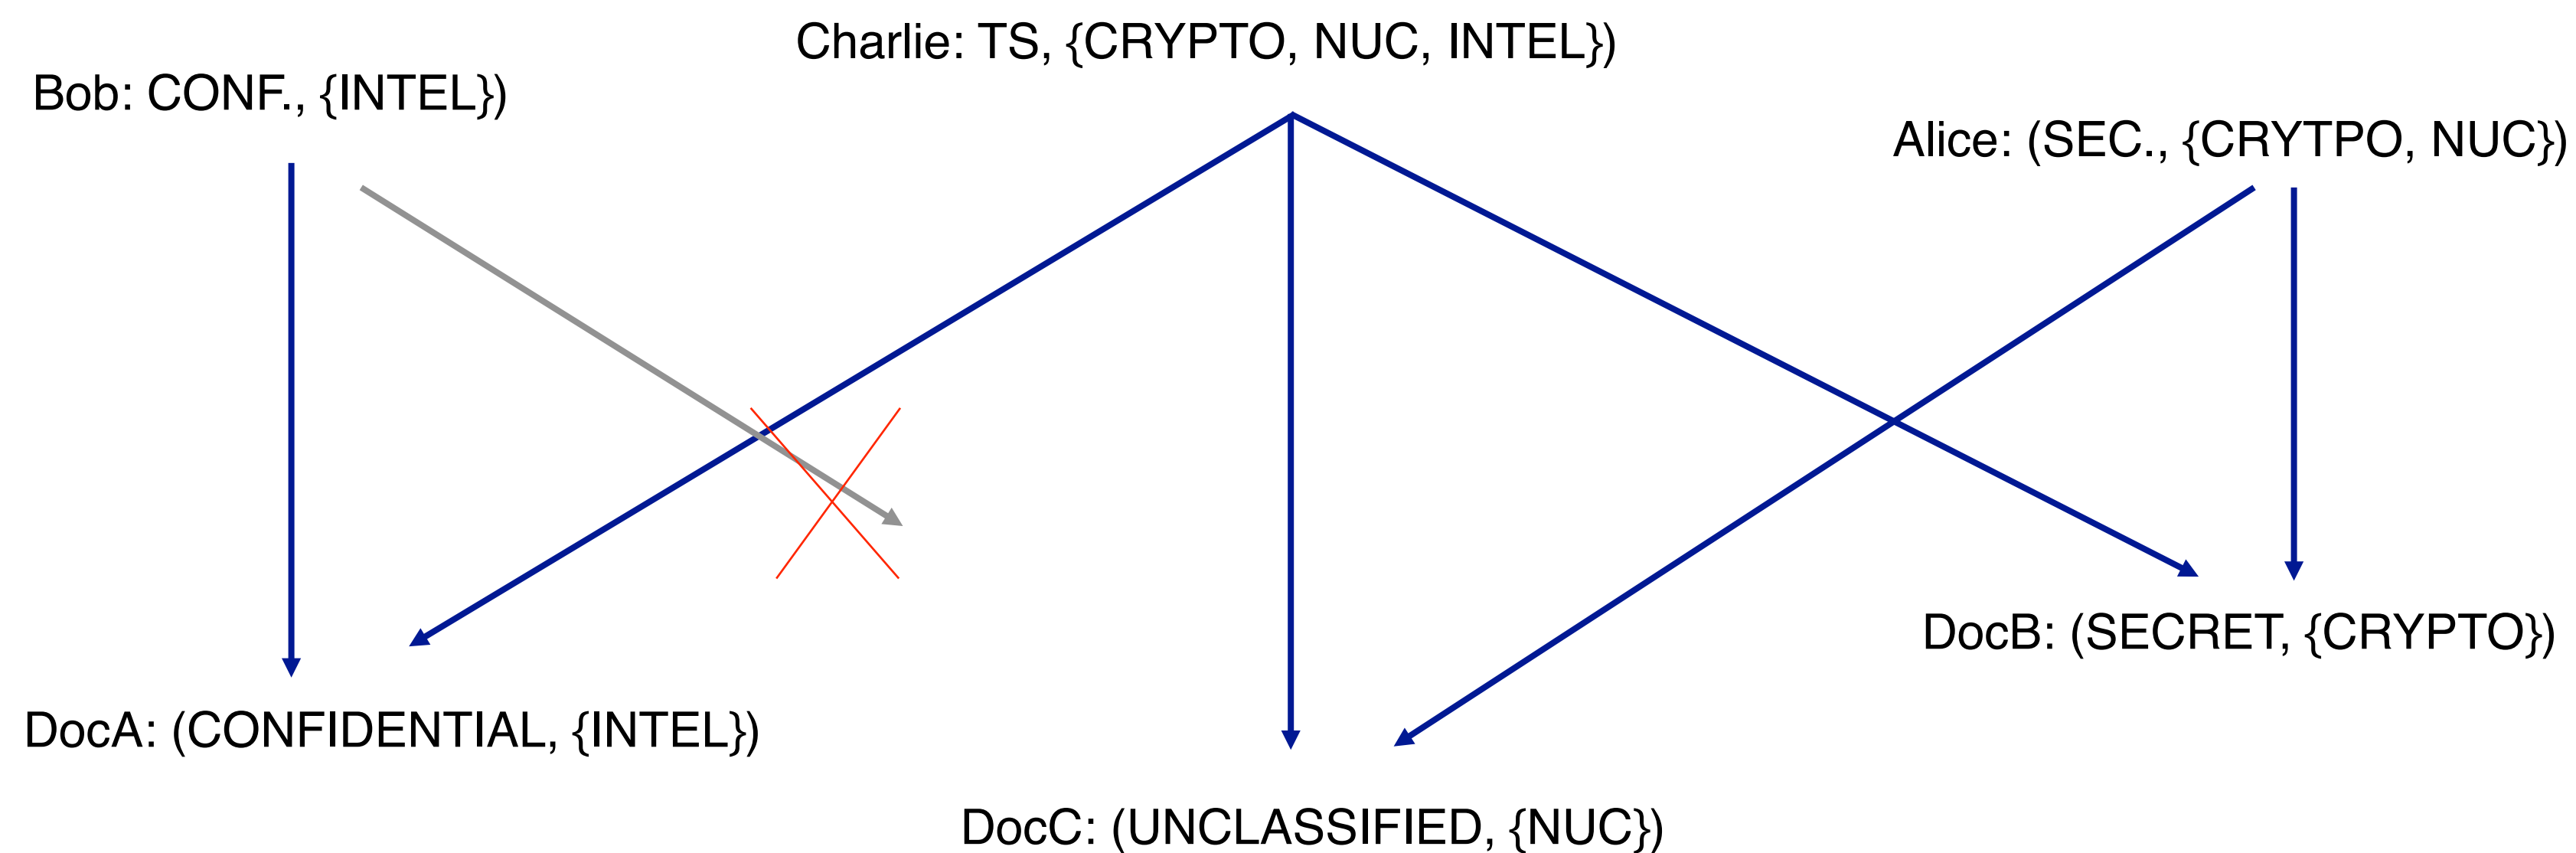 Charlie: TS, {CRYPTO, NUC, INTEL})
Bob: CONF., {INTEL})
Alice: (SEC., {CRYTPO, NUC})
DocB: (SECRET, {CRYPTO})
DocA: (CONFIDENTIAL, {INTEL})
DocC: (UNCLASSIFIED, {NUC})